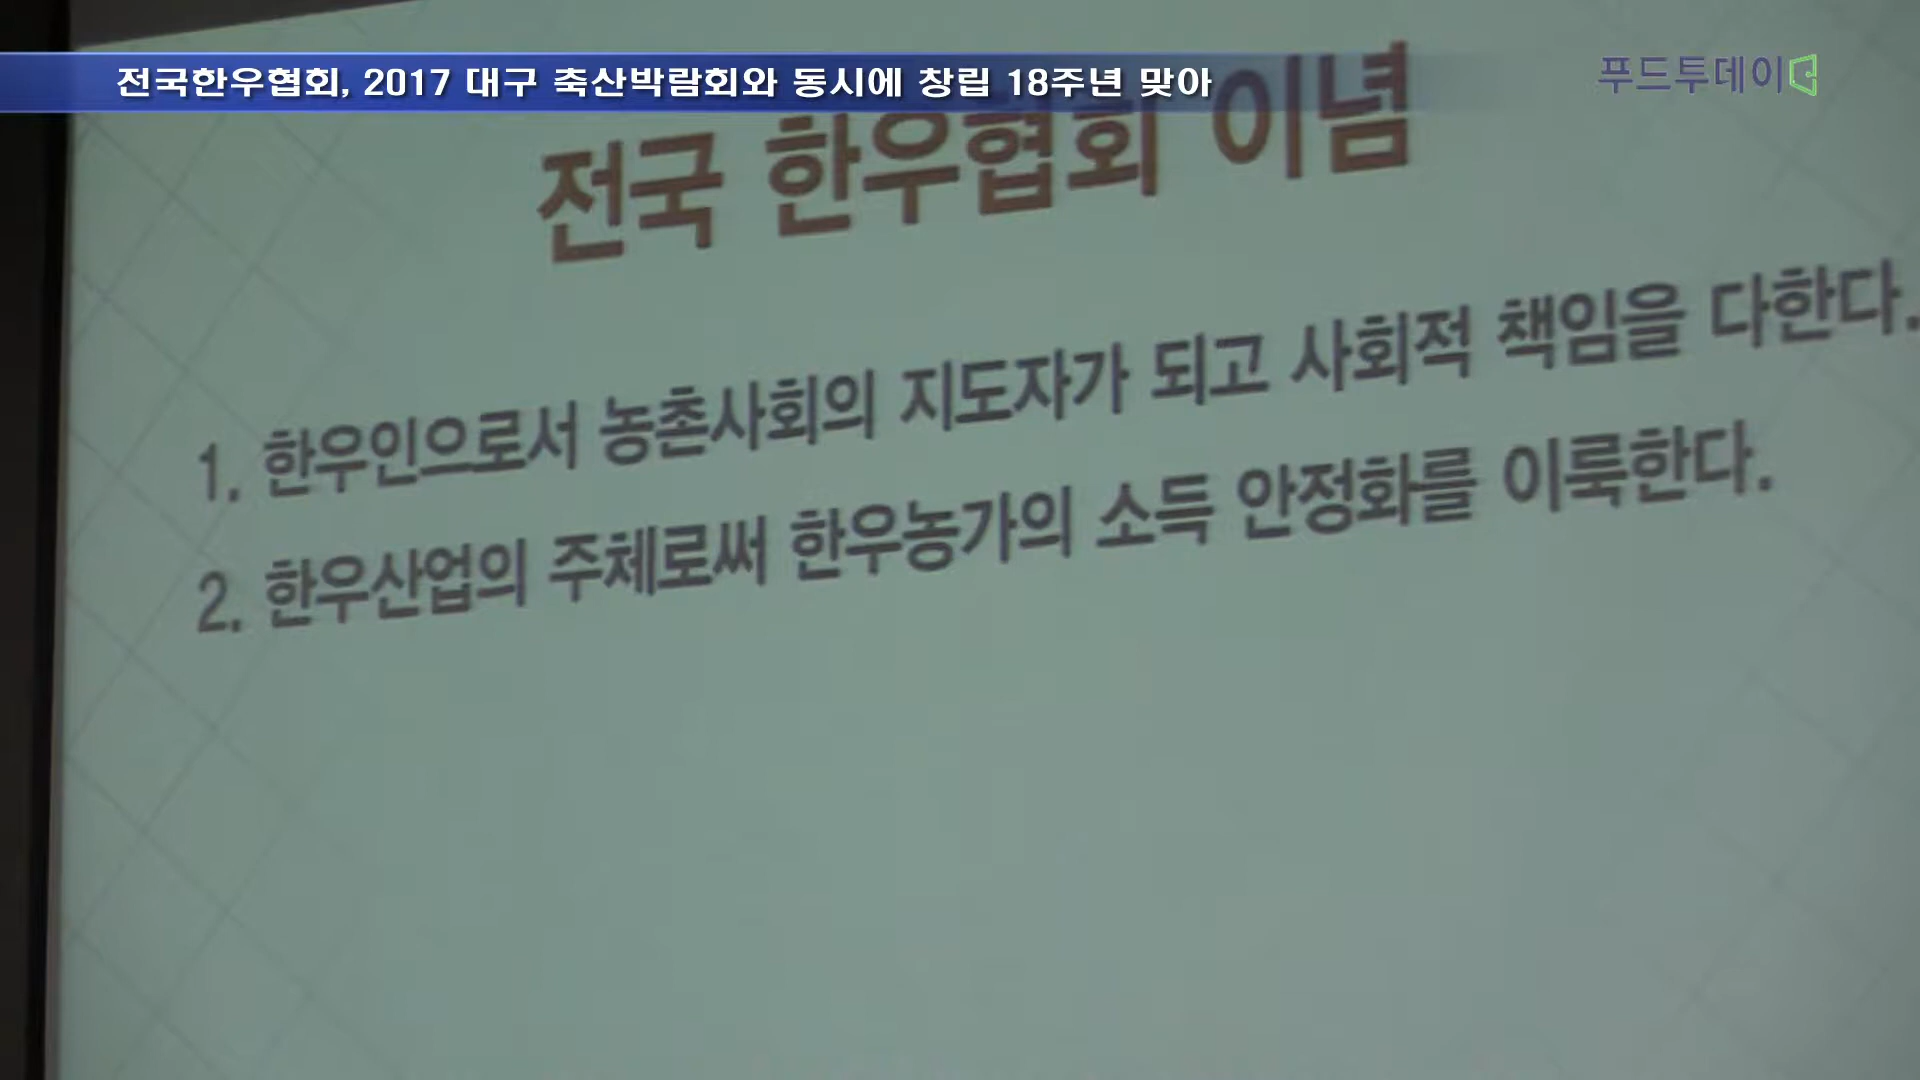 전국한우협회, 2017 대구 축산박람회와 동시에 창립 18주년 맞아
푸드투데이
전국 한우협회 이념
1. 한우인으로서 농촌사회의 지도자가 되고 사회적 책임을 다한다.
2. 한우산업의 주체로써 한우농가의 소득 안정화를 이룩한다.